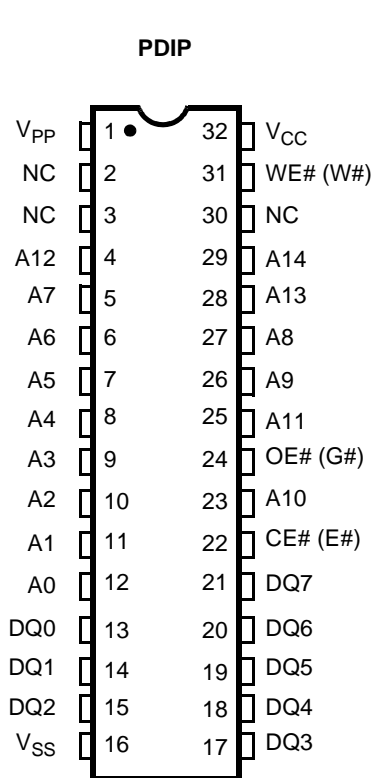 PDIP
VPP 1 32 VCC
NC 2 31 WE# (W#)
NC 3 30 NC
A12 4 29 A14
A7 5 28 A13
A6 6 27 A8
A5 7 26 A9
A4 8 25 A11
A3 9 24 OE# (G#)
A2 10 23 A10
A1 11 22 CE# (E#)
A0 12 21 DQ7
DQ0 13 20 DQ6
DQ1 14 19 DQ5
DQ2 15 18 DQ4
VSS 16 17 DQ3